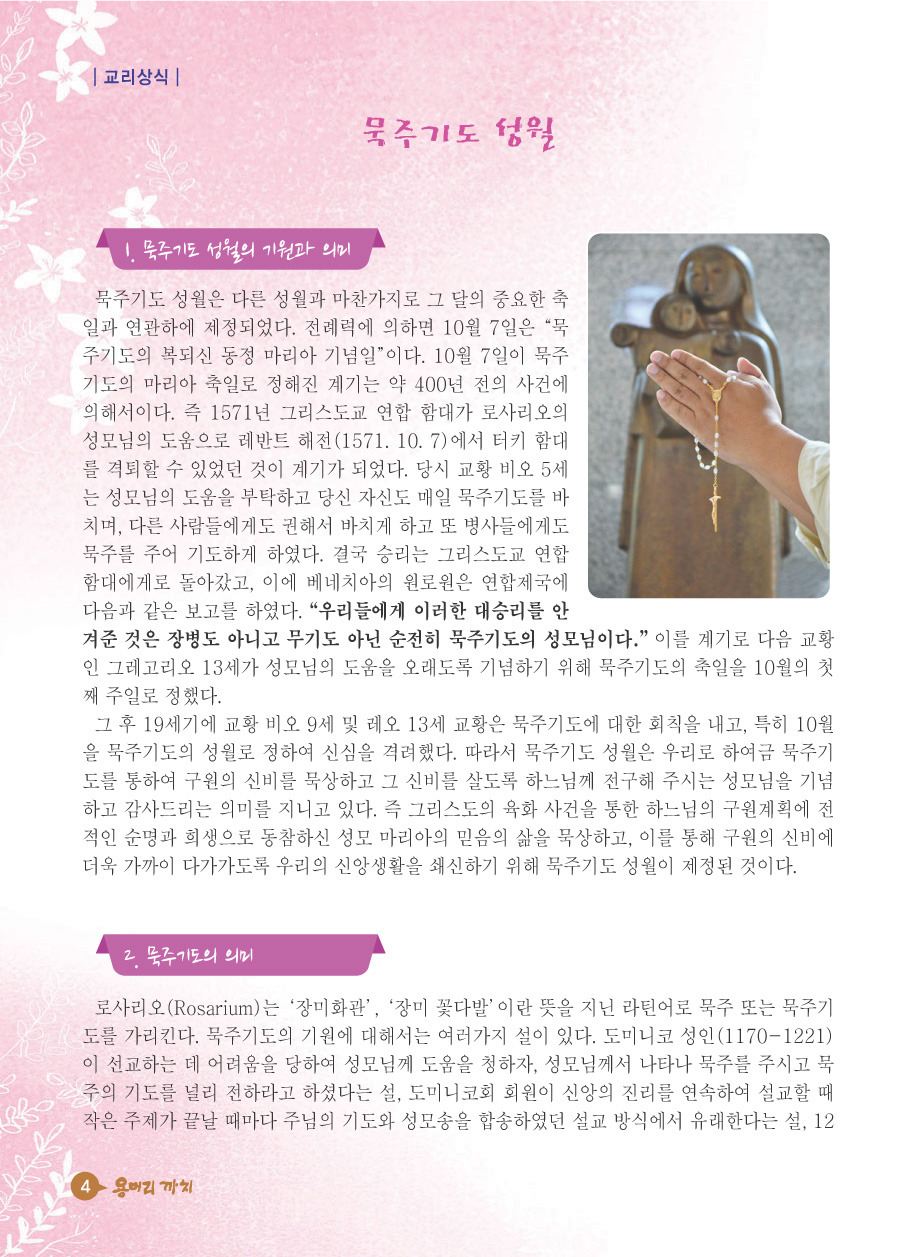 | 교리상식 |
묵주기도 성월
1. 묵주기도 성월의 기원과 의미
묵주기도 성월은 다른 성월과 마찬가지로 그 달의 중요한 축
일과 연관하에 제정되었다. 전례력에 의하면 10월 7일은 “묵
주기도의 복되신 동정 마리아 기념일”이다. 10월 7일이 묵주
기도의 마리아 축일로 정해진 계기는 약 400년 전의 사건에
의해서이다. 즉 1571년 그리스도교 연합 함대가 로사리오의
성모님의 도움으로 레반트 해전(1571. 10. 7)에서 터키 함대
를 격퇴할 수 있었던 것이 계기가 되었다. 당시 교황 비오 5세
는 성모님의 도움을 부탁하고 당신 자신도 매일 묵주기도를 바
치며, 다른 사람들에게도 권해서 바치게 하고 또 병사들에게도
묵주를 주어 기도하게 하였다. 결국 승리는 그리스도교 연합
함대에게로 돌아갔고, 이에 베네치아의 원로원은 연합제국에
다음과 같은 보고를 하였다. “우리들에게 이러한 대승리를 안
겨준 것은 장병도 아니고 무기도 아닌 순전히 묵주기도의 성모님이다.” 이를 계기로 다음 교황
인 그레고리오 13세가 성모님의 도움을 오래도록 기념하기 위해 묵주기도의 축일을 10월의 첫
째 주일로 정했다.
그 후 19세기에 교황 비오 9세 및 레오 13세 교황은 묵주기도에 대한 회칙을 내고, 특히 10월
을 묵주기도의 성월로 정하여 신심을 격려했다. 따라서 묵주기도 성월은 우리로 하여금 묵주기
도를 통하여 구원의 신비를 묵상하고 그 신비를 살도록 하느님께 전구해 주시는 성모님을 기념
하고 감사드리는 의미를 지니고 있다. 즉 그리스도의 육화 사건을 통한 하느님의 구원계획에 전
적인 순명과 희생으로 동참하신 성모 마리아의 믿음의 삶을 묵상하고, 이를 통해 구원의 신비에
더욱 가까이 다가가도록 우리의 신앙생활을 쇄신하기 위해 묵주기도 성월이 제정된 것이다.
2. 묵주기도의 의미
로사리오(Rosarium)는 ‘장미화관’, ‘장미 꽃다발’이란 뜻을 지닌 라틴어로 묵주 또는 묵주기
도를 가리킨다. 묵주기도의 기원에 대해서는 여러가지 설이 있다. 도미니코 성인(1170-1221)
이 선교하는 데 어려움을 당하여 성모님께 도움을 청하자, 성모님께서 나타나 묵주를 주시고 묵
주의 기도를 널리 전하라고 하셨다는 설, 도미니코회 회원이 신앙의 진리를 연속하여 설교할 때
작은 주제가 끝날 때마다 주님의 기도와 성모송을 합송하였던 설교 방식에서 유래한다는 설, 12
4 용머리 까치